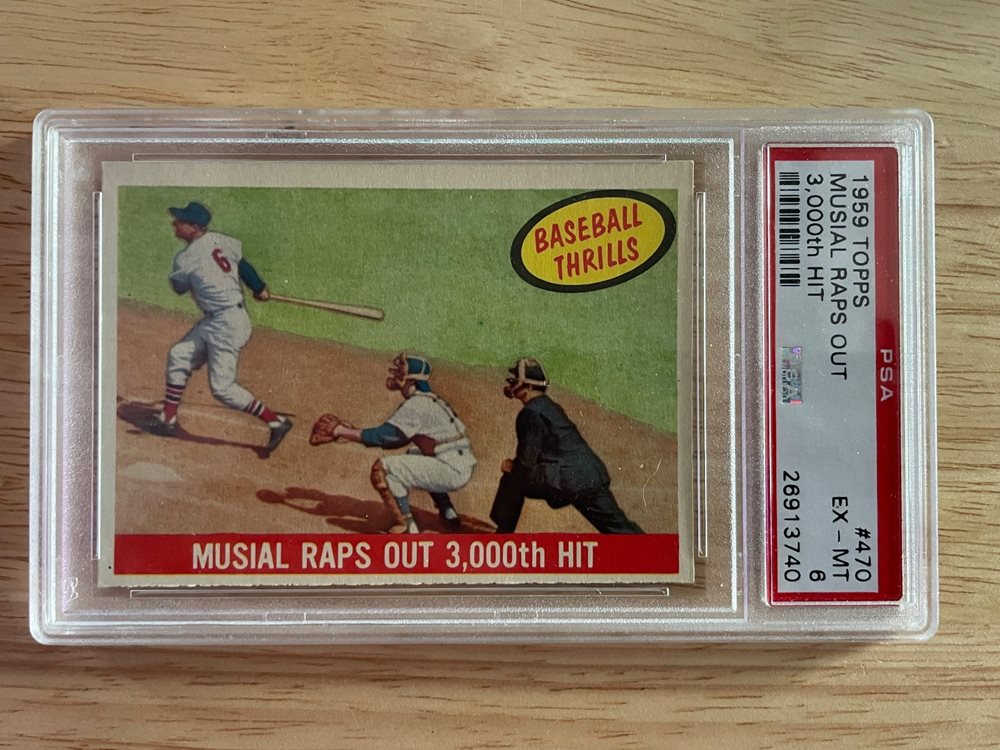 BASEBALL
THRILLS
MUSIAL RAPS OUT 3,000th HIT
PSA
1959 TOPPS #470
MUSIAL RAPS OUT EX - MT
3,000th HIT 6
26913740